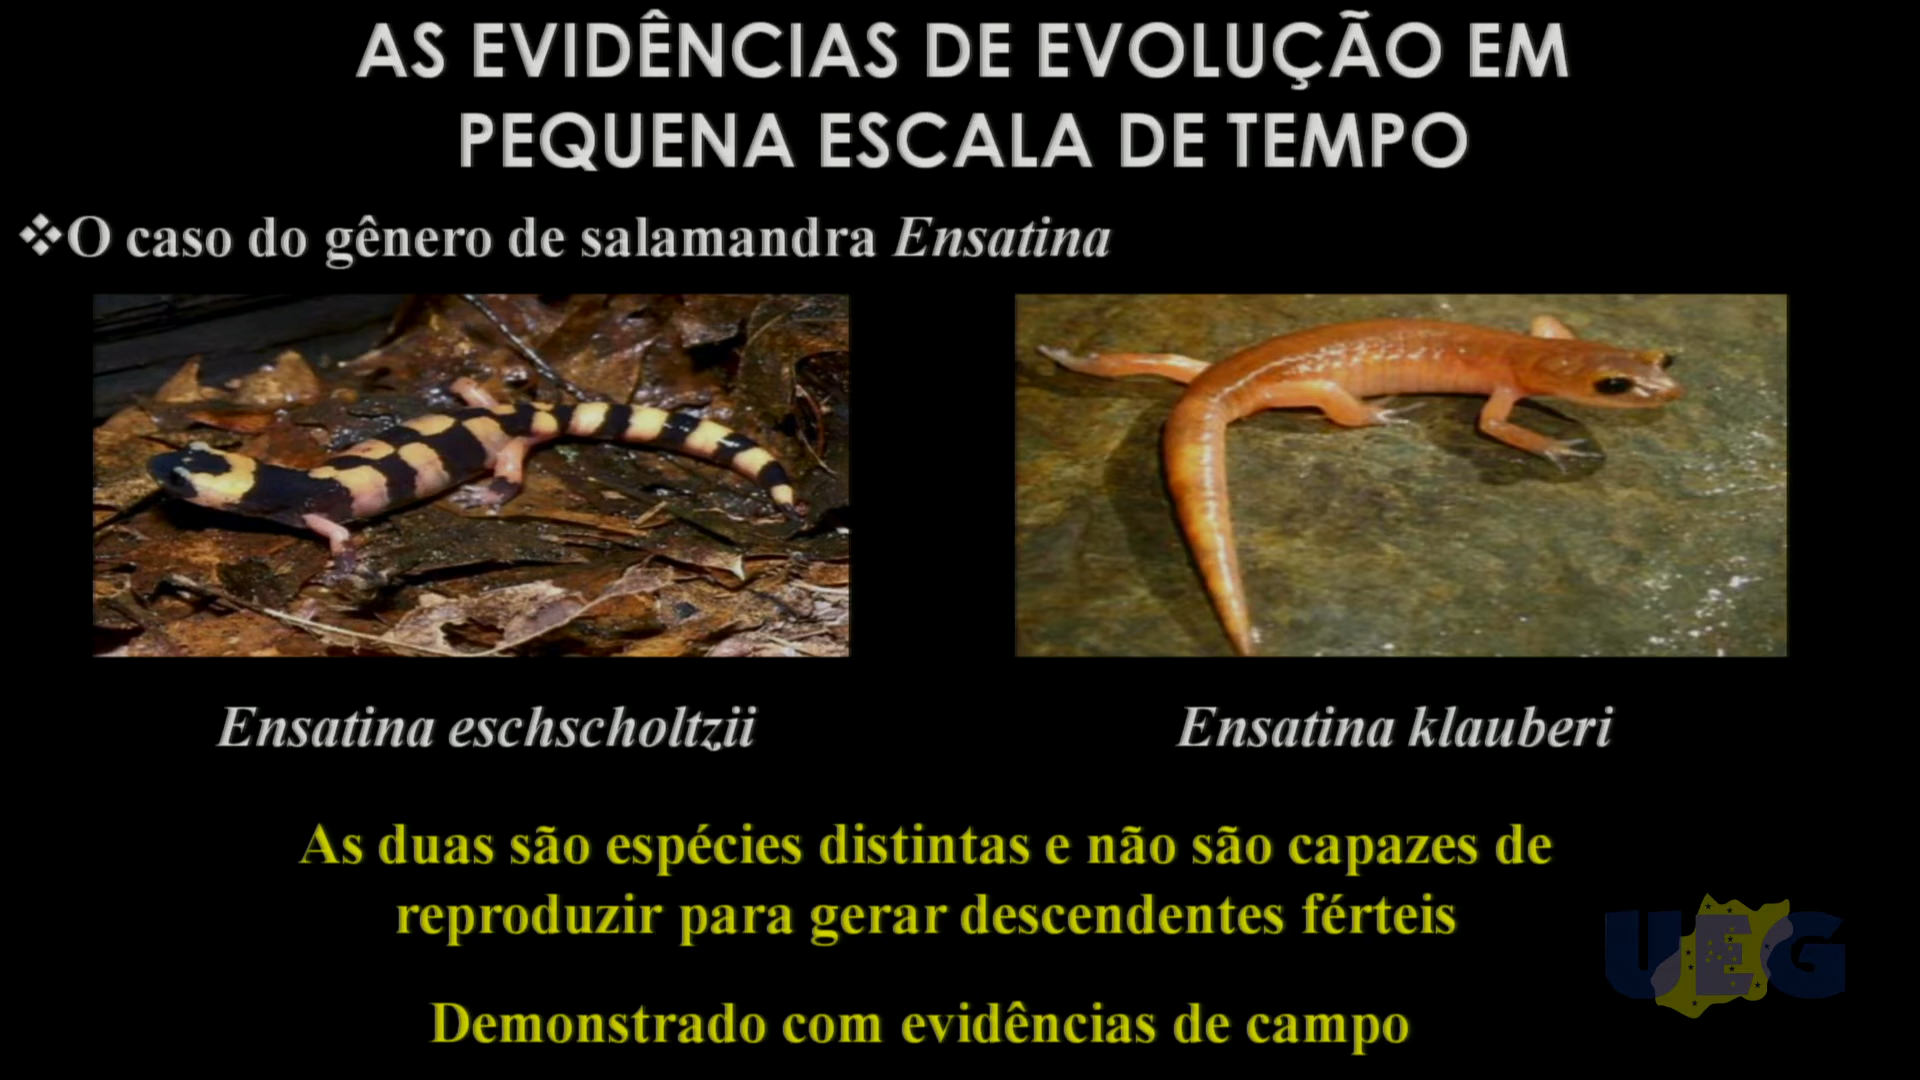 AS EVIDÊNCIAS DE EVOLUÇÃO EM
PEQUENA ESCALA DE TEMPO
❖O caso do gênero de salamandra Ensatina
Ensatina eschscholtzii
Ensatina klauberi
As duas são espécies distintas e não são capazes de
reproduzir para gerar descendentes férteis
UEG
Demonstrado com evidências de campo